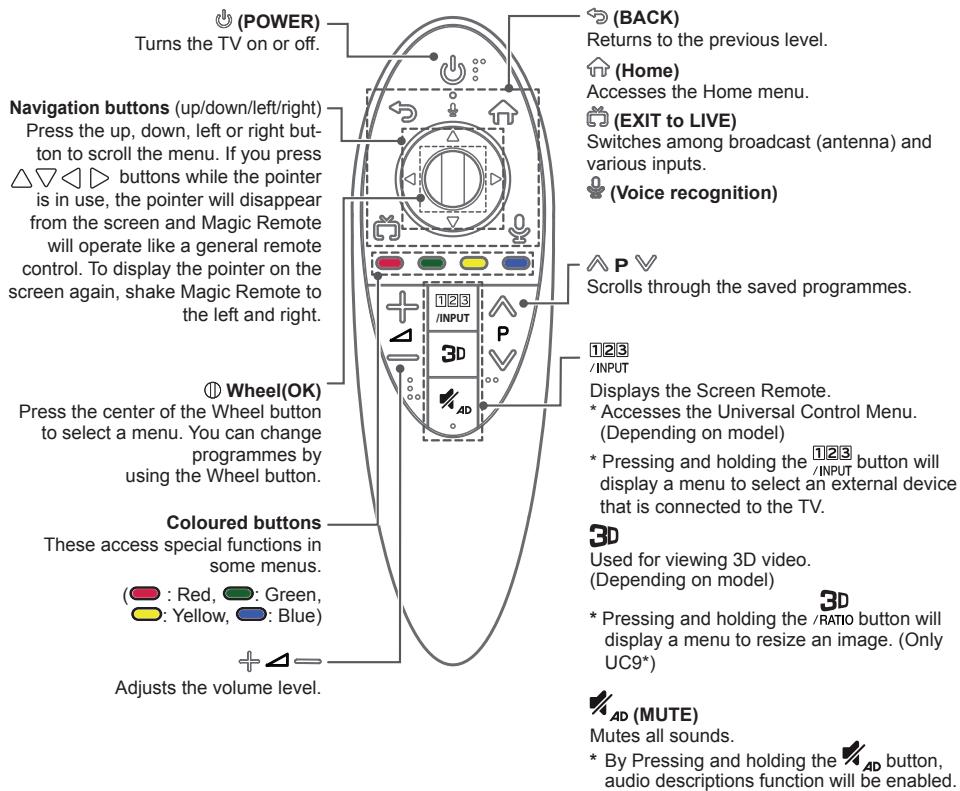 (POWER)
Turns the TV on or off.
Navigation buttons (up/down/left/right)
Press the up, down, left or right but-
ton to scroll the menu. If you press
buttons while the pointer
is in use, the pointer will disappear
from the screen and Magic Remote
will operate like a general remote
control. To display the pointer on the
screen again, shake Magic Remote to
the left and right.
Wheel(OK)
Press the center of the Wheel button
to select a menu. You can change
programmes by
using the Wheel button.
Coloured buttons
These access special functions in
some menus.
( : Red, : Green,
: Yellow, : Blue)
Adjusts the volume level.
123
/INPUT
P
3D
AD
(BACK)
Returns to the previous level.
(Home)
Accesses the Home menu.
(EXIT to LIVE)
Switches among broadcast (antenna) and
various inputs.
(Voice recognition)
P
Scrolls through the saved programmes.
123
/INPUT
Displays the Screen Remote.
* Accesses the Universal Control Menu.
(Depending on model)
* Pressing and holding the 123/INPUT button will
display a menu to select an external device
that is connected to the TV.
3D
Used for viewing 3D video.
(Depending on model)
* Pressing and holding the 3D/RATIO button will
display a menu to resize an image. (Only
UC9*)
AD (MUTE)
Mutes all sounds.
* By Pressing and holding the AD button,
audio descriptions function will be enabled.